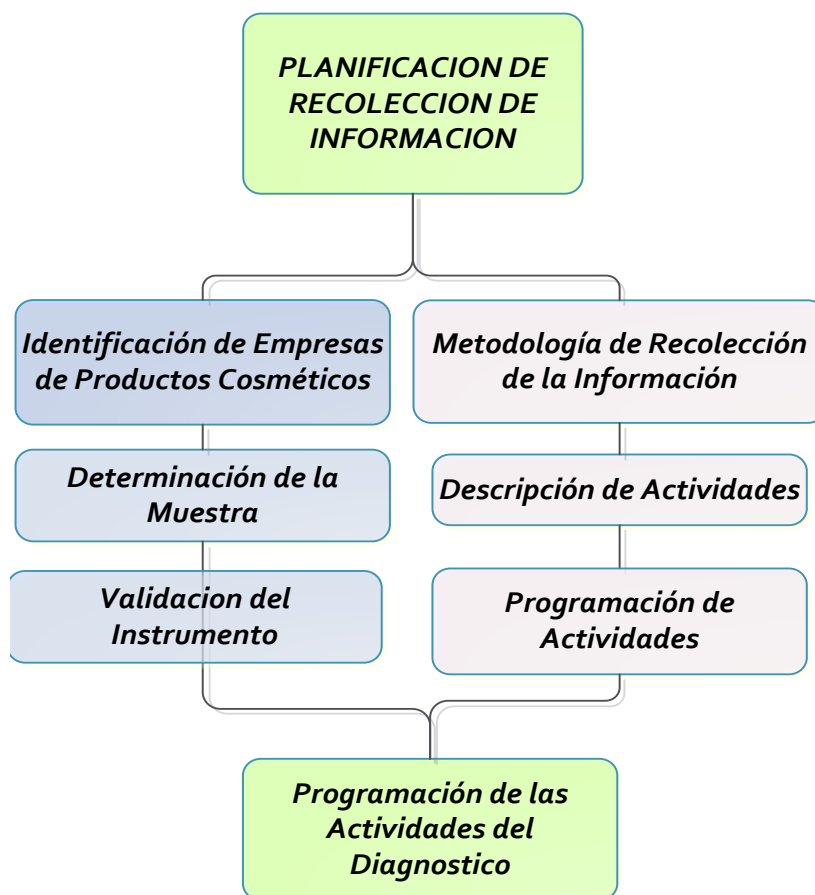 PLANIFICACION DE
RECOLECCION DE
INFORMACION
Identificación de Empresas
de Productos Cosméticos
Determinación de la
Muestra
Validacion del
Instrumento
Metodología de Recolección
de la Información
Descripción de Actividades
Programación de
Actividades
Programación de las
Actividades del
Diagnostico